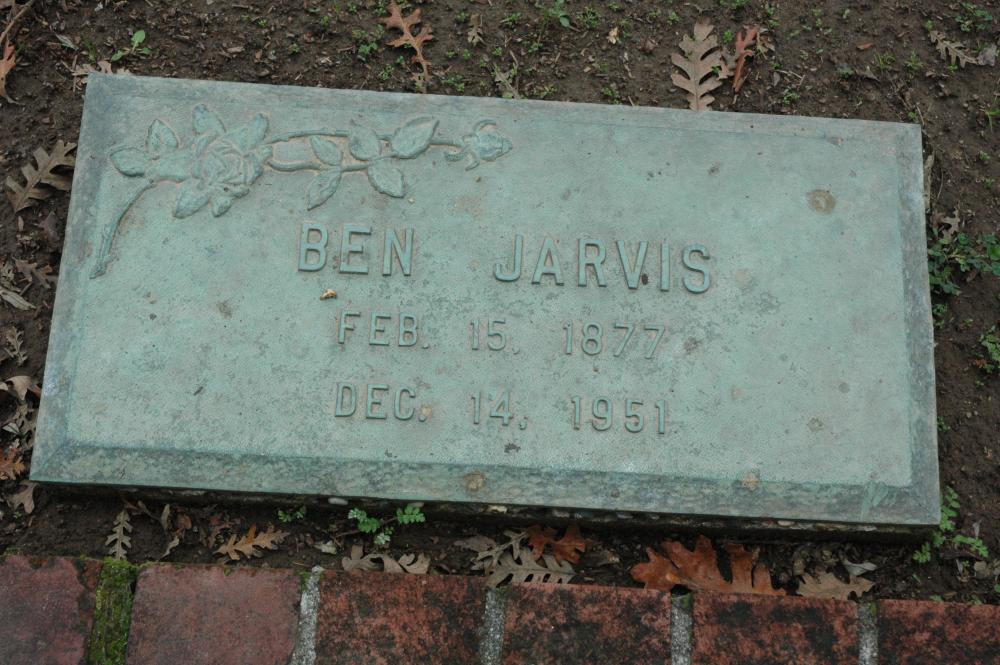 BEN JARVIS
FEB. 15, 1877
DEC. 14, 1951